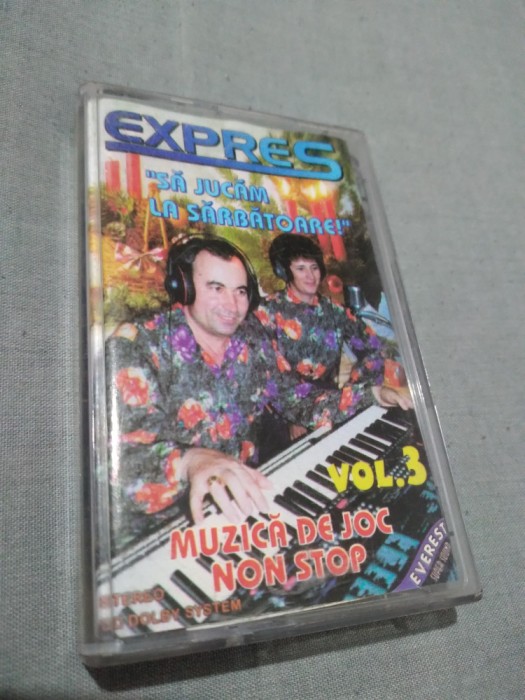 EXPRES
"SĂ JUCĂM
LA SĂRBĂTOARE!"
VOL.3
MUZICĂ DE JOC
NON STOP
EVEREST
STEREO
DOLBY SYSTEM